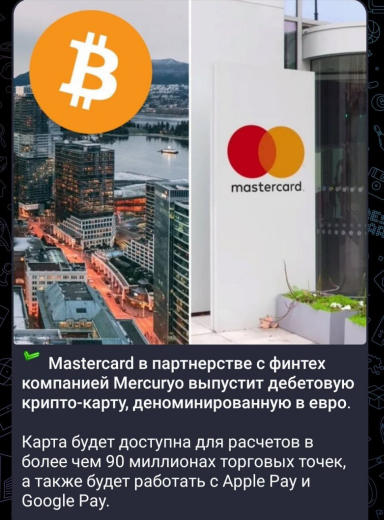 mastercard.
Mastercard в партнерстве с финтех
компанией Mercuryo выпустит дебетовую
крипто-карту, деноминированную в евро.
Карта будет доступна для расчетов в
более чем 90 миллионах торговых точек,
а также будет работать с Apple Pay и
Google Pay.